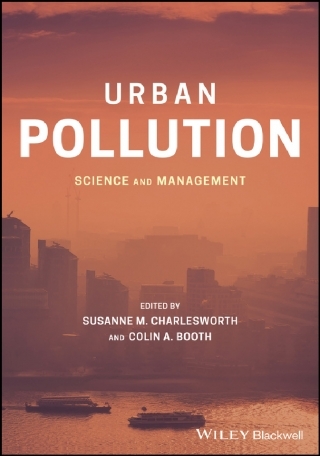 URBAN
POLLUTION
SCIENCE AND MANAGEMENT
EDITED BY
SUSANNE M. CHARLESWORTH
AND COLIN A. BOOTH
WILEY Blackwell